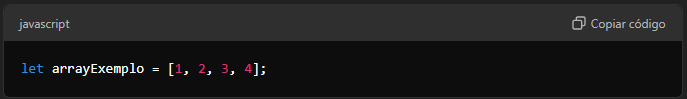 javascript
Copiar código
let arrayExemplo = [1, 2, 3, 4];